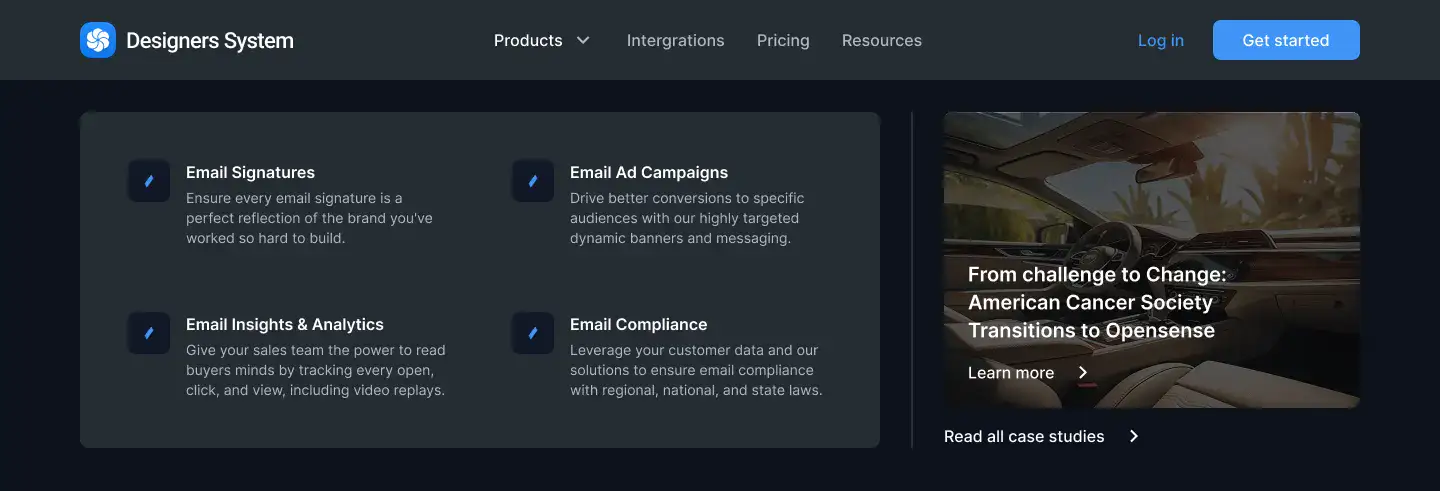 Designers System
Products
Intergrations
Pricing
Resources
Log in
Get started
Email Signatures
Ensure every email signature is a
perfect reflection of the brand you've
worked so hard to build.
Email Ad Campaigns
Drive better conversions to specific
audiences with our highly targeted
dynamic banners and messaging.
Email Insights & Analytics
Give your sales team the power to read
buyers minds by tracking every open,
click, and view, including video replays.
Email Compliance
Leverage your customer data and our
solutions to ensure email compliance
with regional, national, and state laws.
From challenge to Change:
American Cancer Society
Transitions to Opensense
Learn more
Read all case studies